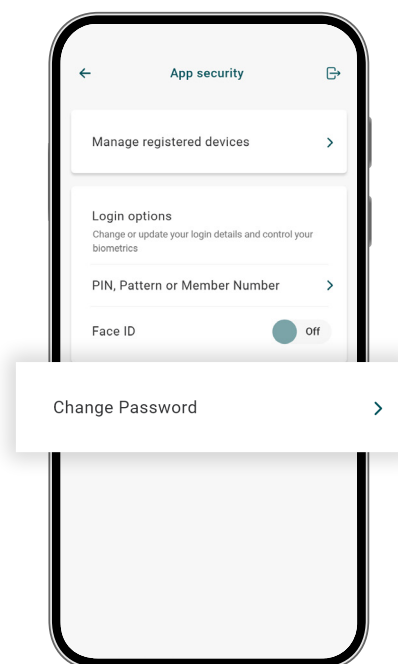 App security
Manage registered devices
Login options
Change or update your login details and control your
biometrics
PIN, Pattern or Member Number
Face ID
Off
Change Password